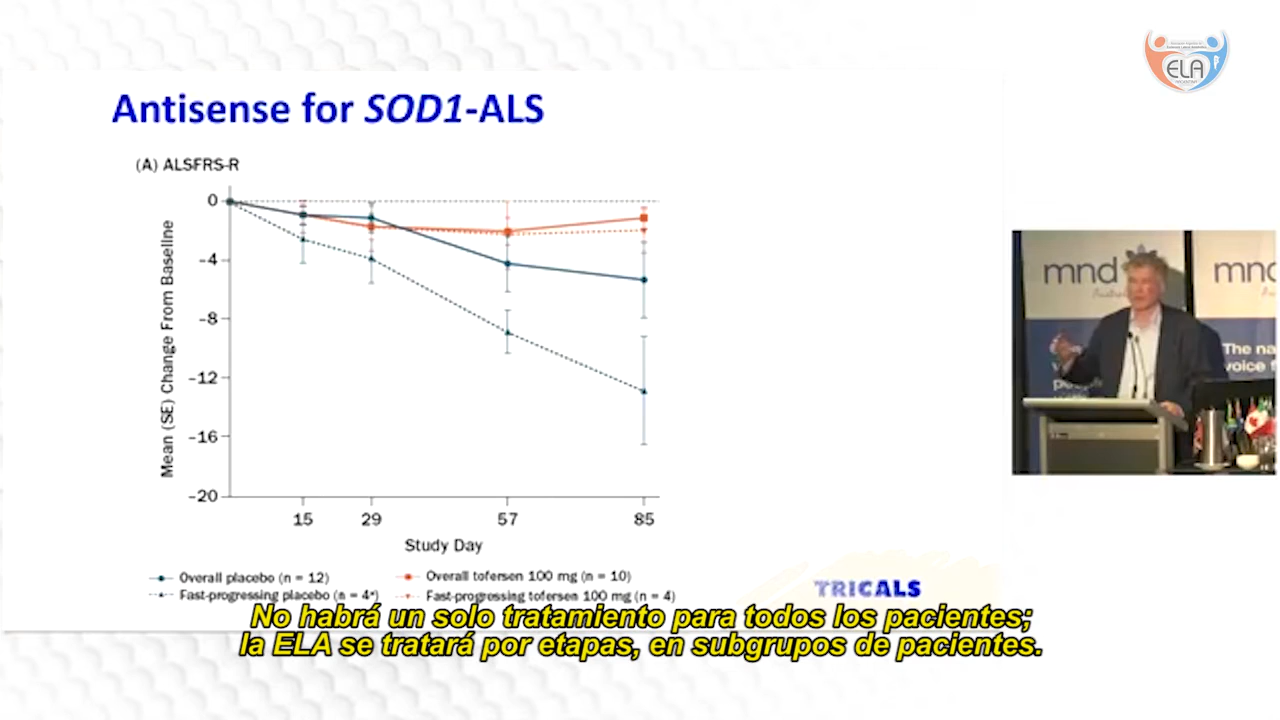 ELA
Antisense for SOD1-ALS
(A) ALSFRS-R
Mean (SE) Change From Baseline
0
-4
-8
-12
-16
-20
15
29
57
85
Study Day
Overall placebo (n = 12)
Overall tofersen 100 mg (n = 10)
Fast-progressing placebo (n = 4*)
Fast-progressing tofersen 100 mg (n = 4)
TRICALS
mnd
mnd
The na
voice f
No habrá un solo tratamiento para todos los pacientes;
la ELA se tratará por etapas, en subgrupos de pacientes.